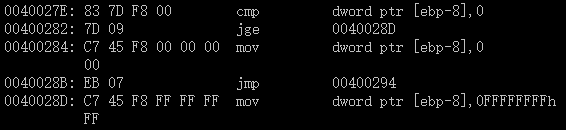 0040027E: 83 7D F8 00 cmp dword ptr [ebp-8],0
00400282: 7D 09 jge 0040028D
00400284: C7 45 F8 00 00 00 mov dword ptr [ebp-8],0
00
0040028B: EB 07 jmp 00400294
0040028D: C7 45 F8 FF FF FF mov dword ptr [ebp-8],0FFFFFFFFh
FF